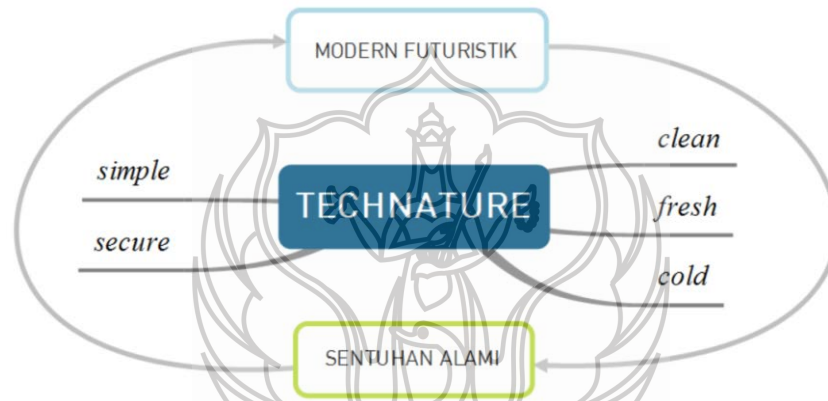 MODERN FUTURISTIK
simple
secure
TECHNATURE
clean
fresh
cold
SENTUHAN ALAMI